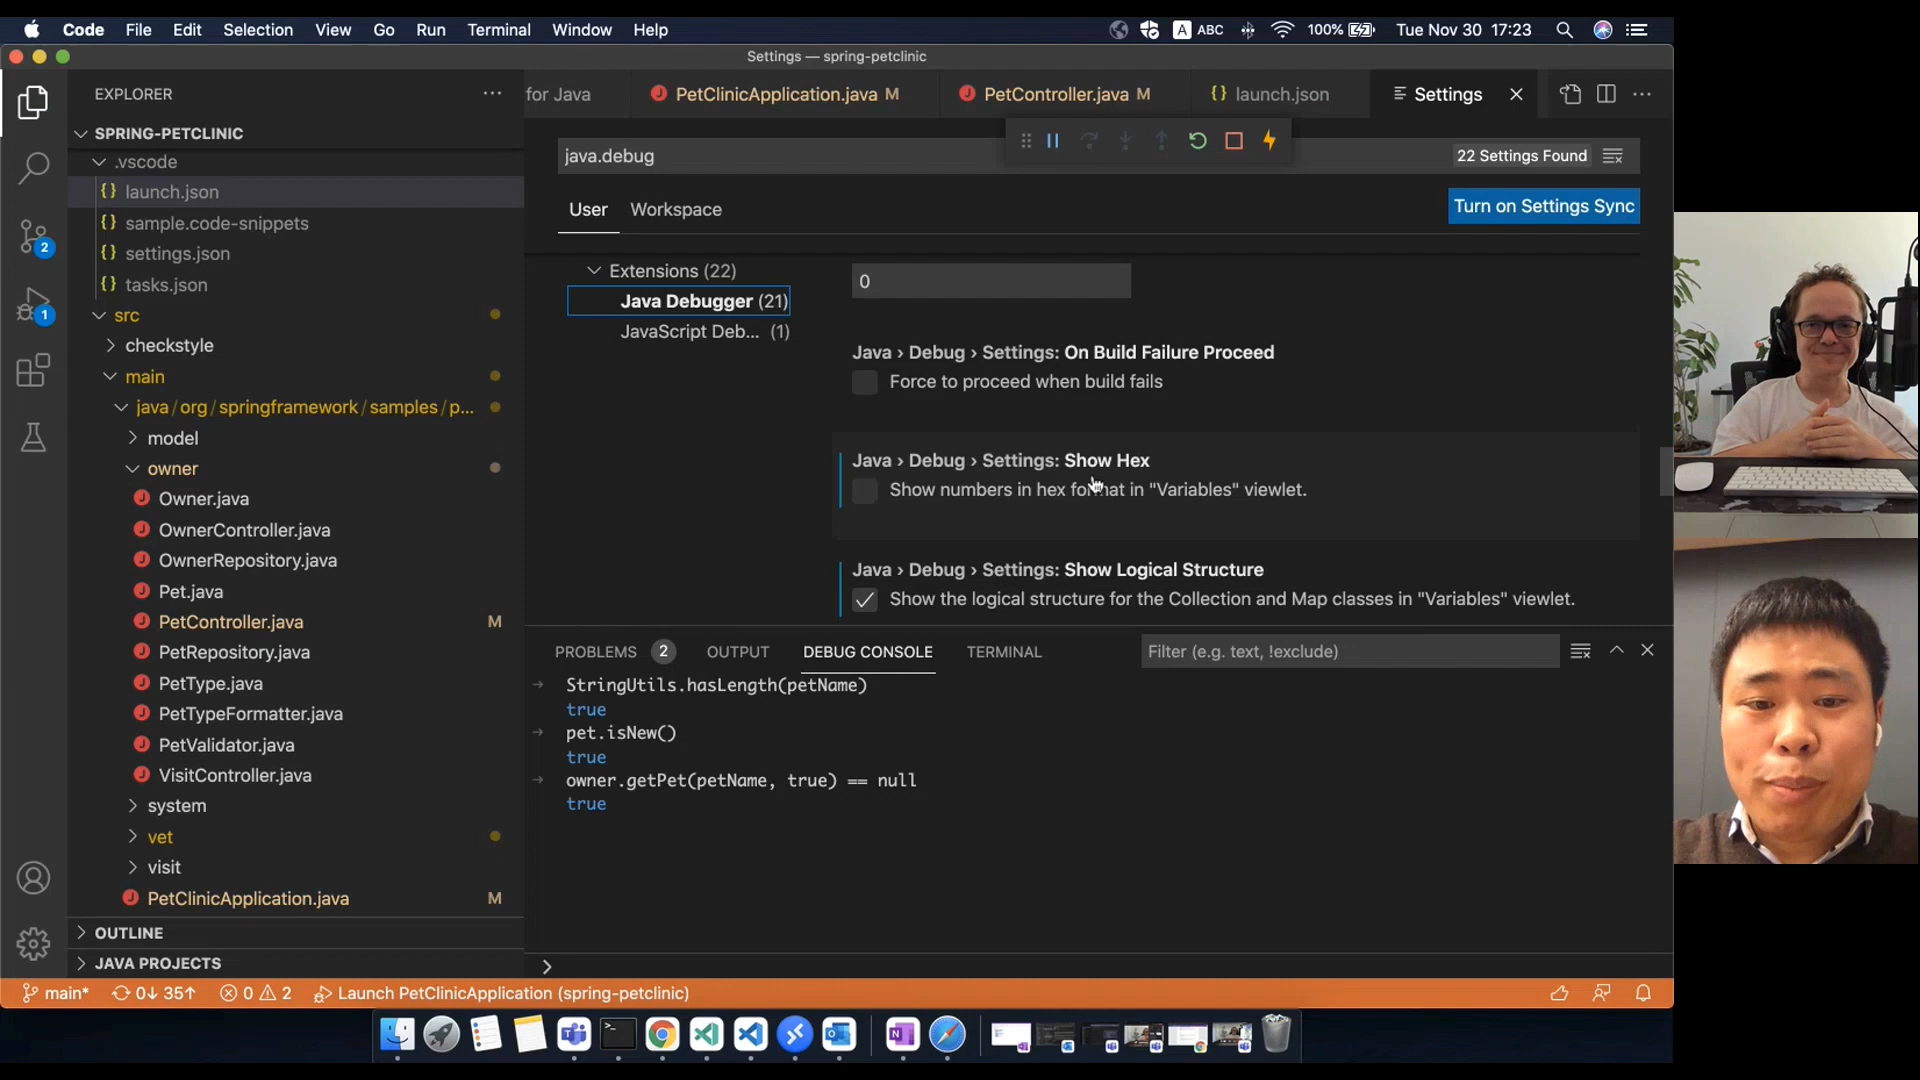 Code File Edit Selection View Go Run Terminal Window Help
A ABC 100% Tue Nov 30 17:23
Settings — spring-petclinic
EXPLORER
SPRING-PETCLINIC
.vscode
{} launch.json
{} sample.code-snippets
{} settings.json
{} tasks.json
src
checkstyle
main
java/org/springframework/samples/p...
model
owner
J Owner.java
J OwnerController.java
J OwnerRepository.java
J Pet.java
J PetController.java M
J PetRepository.java
J PetType.java
J PetTypeFormatter.java
J PetValidator.java
J VisitController.java
system
vet
visit
J PetClinicApplication.java M
OUTLINE
JAVA PROJECTS
2
1
for Java
J PetClinicApplication.java M
J PetController.java M
{} launch.json
Settings
java.debug
22 Settings Found
User Workspace
Turn on Settings Sync
Extensions (22)
Java Debugger (21)
JavaScript Deb... (1)
0
Java › Debug › Settings: On Build Failure Proceed
Force to proceed when build fails
Java › Debug › Settings: Show Hex
Show numbers in hex format in "Variables" viewlet.
Java › Debug › Settings: Show Logical Structure
Show the logical structure for the Collection and Map classes in "Variables" viewlet.
PROBLEMS 2 OUTPUT DEBUG CONSOLE TERMINAL
Filter (e.g. text, !exclude)
StringUtils.hasLength(petName)
true
pet.isNew()
true
owner.getPet(petName, true) == null
true
main* 0↓ 35↑ 0 2 Launch PetClinicApplication (spring-petclinic)